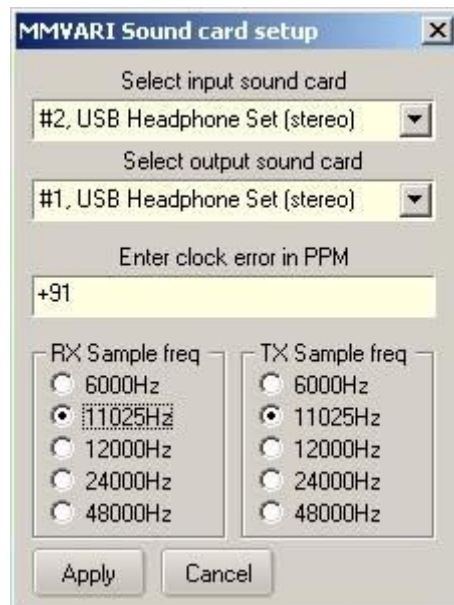 MMVARI Sound card setup
Select input sound card
#2, USB Headphone Set (stereo)
Select output sound card
#1, USB Headphone Set (stereo)
Enter clock error in PPM
+91
RX Sample freq
6000Hz
11025Hz
12000Hz
24000Hz
48000Hz
TX Sample freq
6000Hz
11025Hz
12000Hz
24000Hz
48000Hz
Apply Cancel